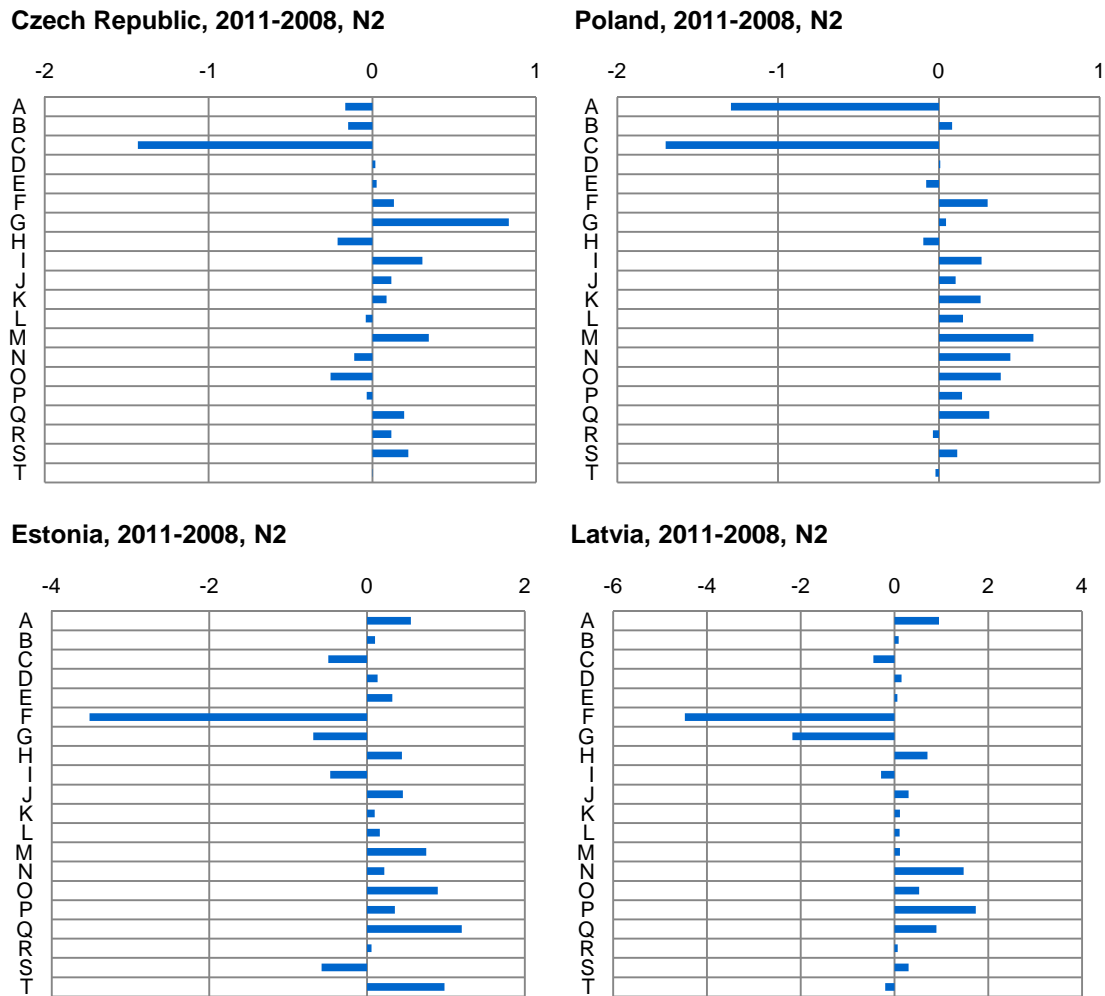 Czech Republic, 2011-2008, N2
-2 -1 0 1
A
B
C
D
E
F
G
H
I
J
K
L
M
N
O
P
Q
R
S
T
Poland, 2011-2008, N2
-2 -1 0 1
A
B
C
D
E
F
G
H
I
J
K
L
M
N
O
P
Q
R
S
T
Estonia, 2011-2008, N2
-4 -2 0 2
A
B
C
D
E
F
G
H
I
J
K
L
M
N
O
P
Q
R
S
T
Latvia, 2011-2008, N2
-6 -4 -2 0 2 4
A
B
C
D
E
F
G
H
I
J
K
L
M
N
O
P
Q
R
S
T